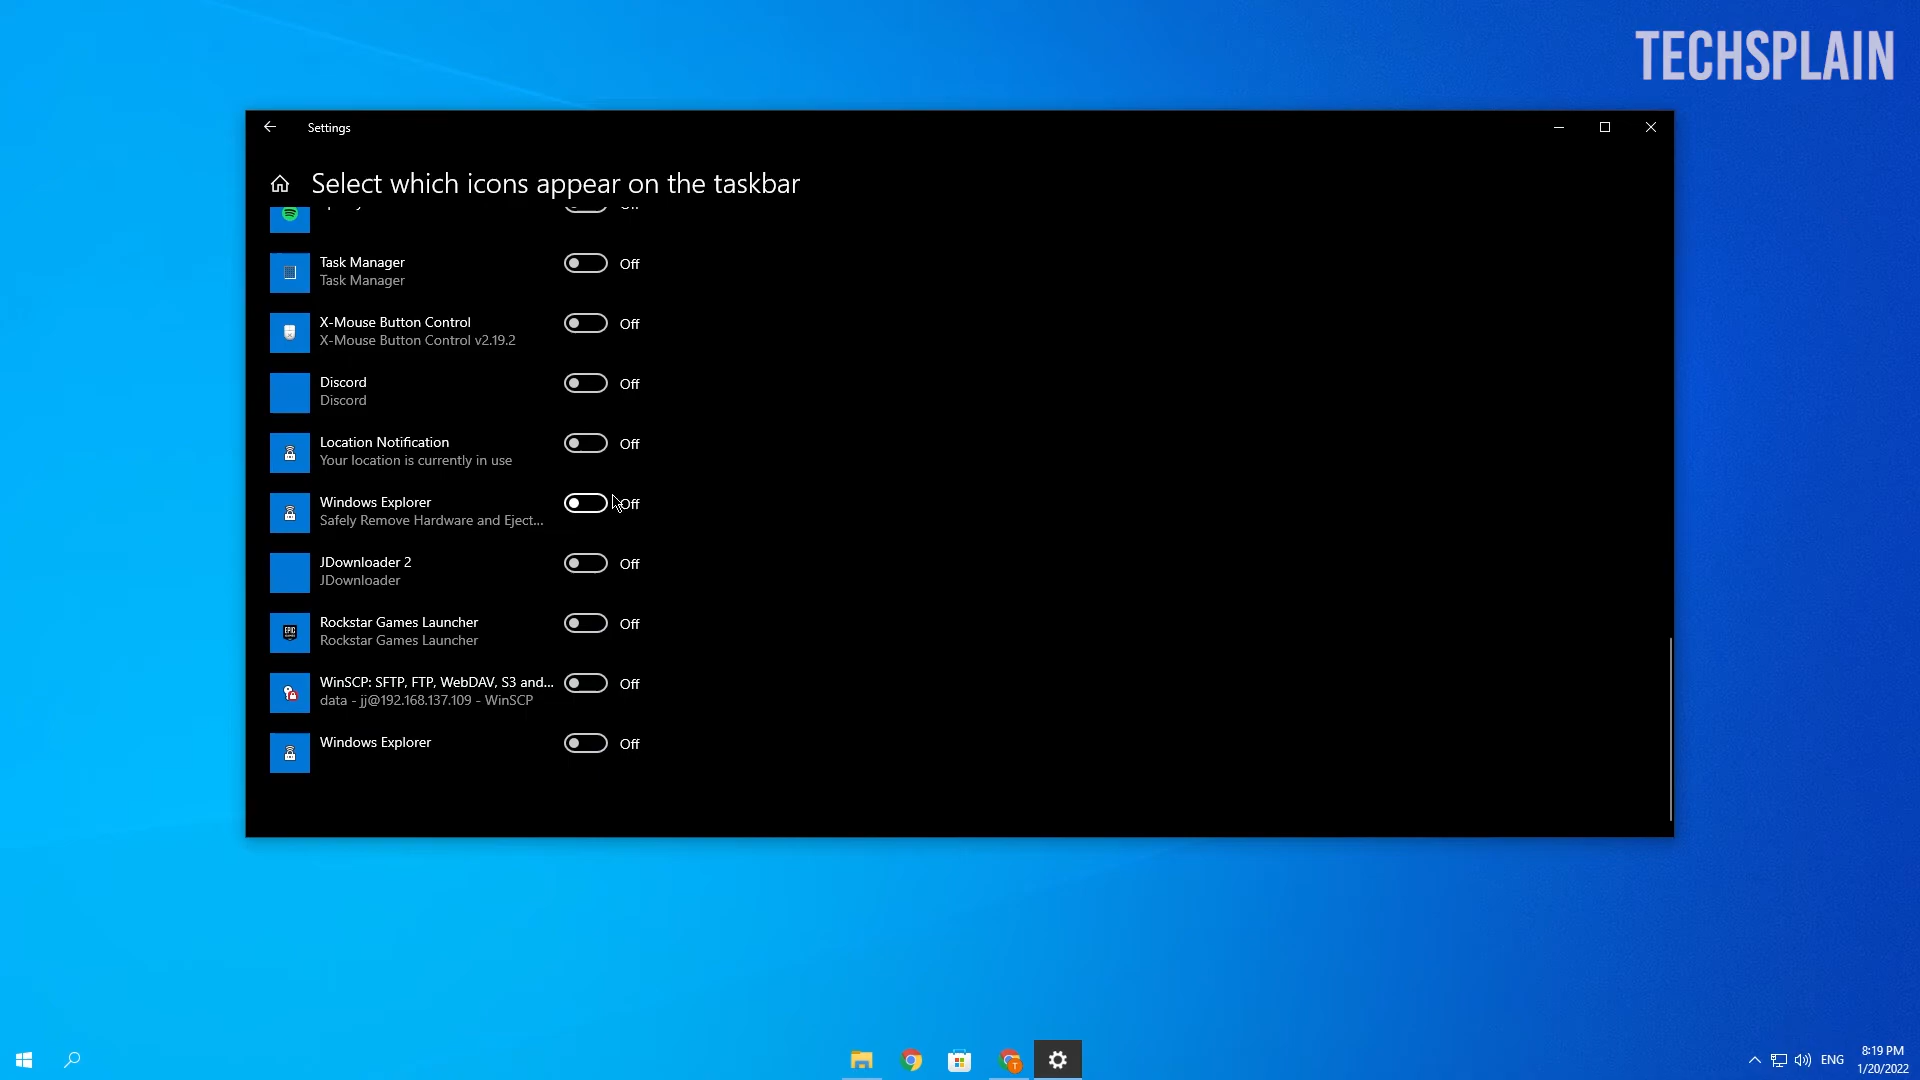 TECHSPLAIN
Settings
Select which icons appear on the taskbar
Task Manager
Task Manager
Off
X-Mouse Button Control
X-Mouse Button Control v2.19.2
Off
Discord
Discord
Off
Location Notification
Your location is currently in use
Off
Windows Explorer
Safely Remove Hardware and Eject...
Off
JDownloader 2
JDownloader
Off
Rockstar Games Launcher
Rockstar Games Launcher
Off
EPIC
WinSCP: SFTP, FTP, WebDAV, S3 and...
data - jj@192.168.137.109 - WinSCP
Off
Windows Explorer
Off
T
ENG
8:19 PM
1/20/2022